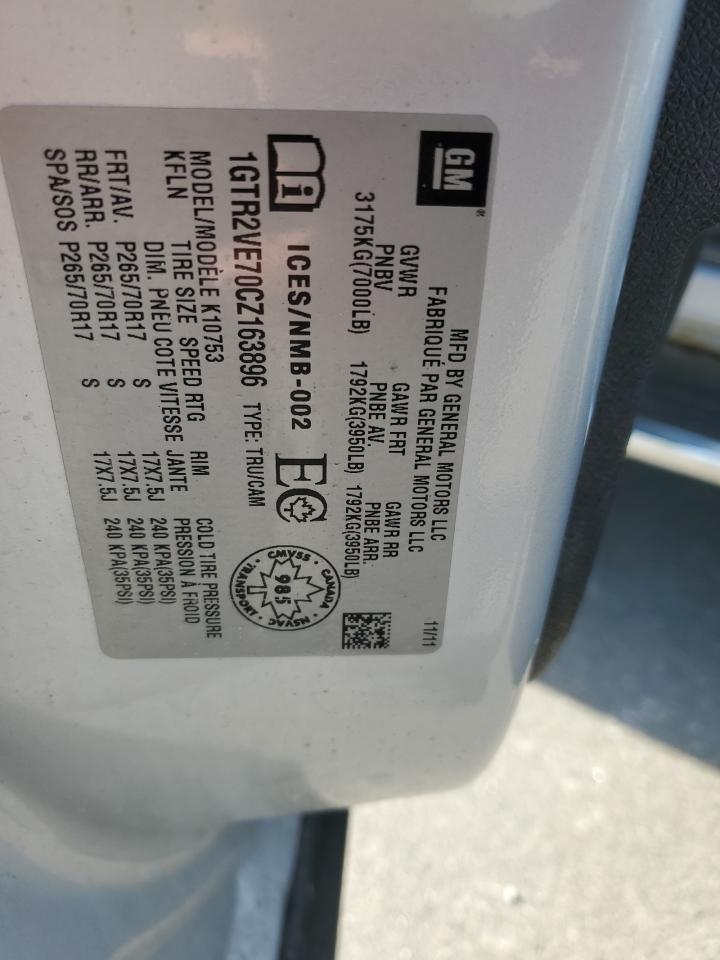 GM
MFD BY GENERAL MOTORS LLC 11/11
FABRIQUÉ PAR GENERAL MOTORS LLC
GVWR GAWR FRT GAWR RR
PNBV PNBE AV. PNBE ARR.
3175KG(7000LB) 1792KG(3950LB) 1792KG(3950LB)
i ICES/NMB-002 EC
CMVSS · CANADA · NSVAC · TRANSPORT · 985
1GTR2VE70CZ163896 TYPE: TRU/CAM
MODEL/MODÈLE K10753
KFLN TIRE SIZE SPEED RTG RIM COLD TIRE PRESSURE
DIM. PNEU COTE VITESSE JANTE PRESSION À FROID
FRT/AV. P265/70R17 S 17X7.5J 240 KPA(35PSI)
RR/ARR. P265/70R17 S 17X7.5J 240 KPA(35PSI)
SPA/SOS P265/70R17 S 17X7.5J 240 KPA(35PSI)